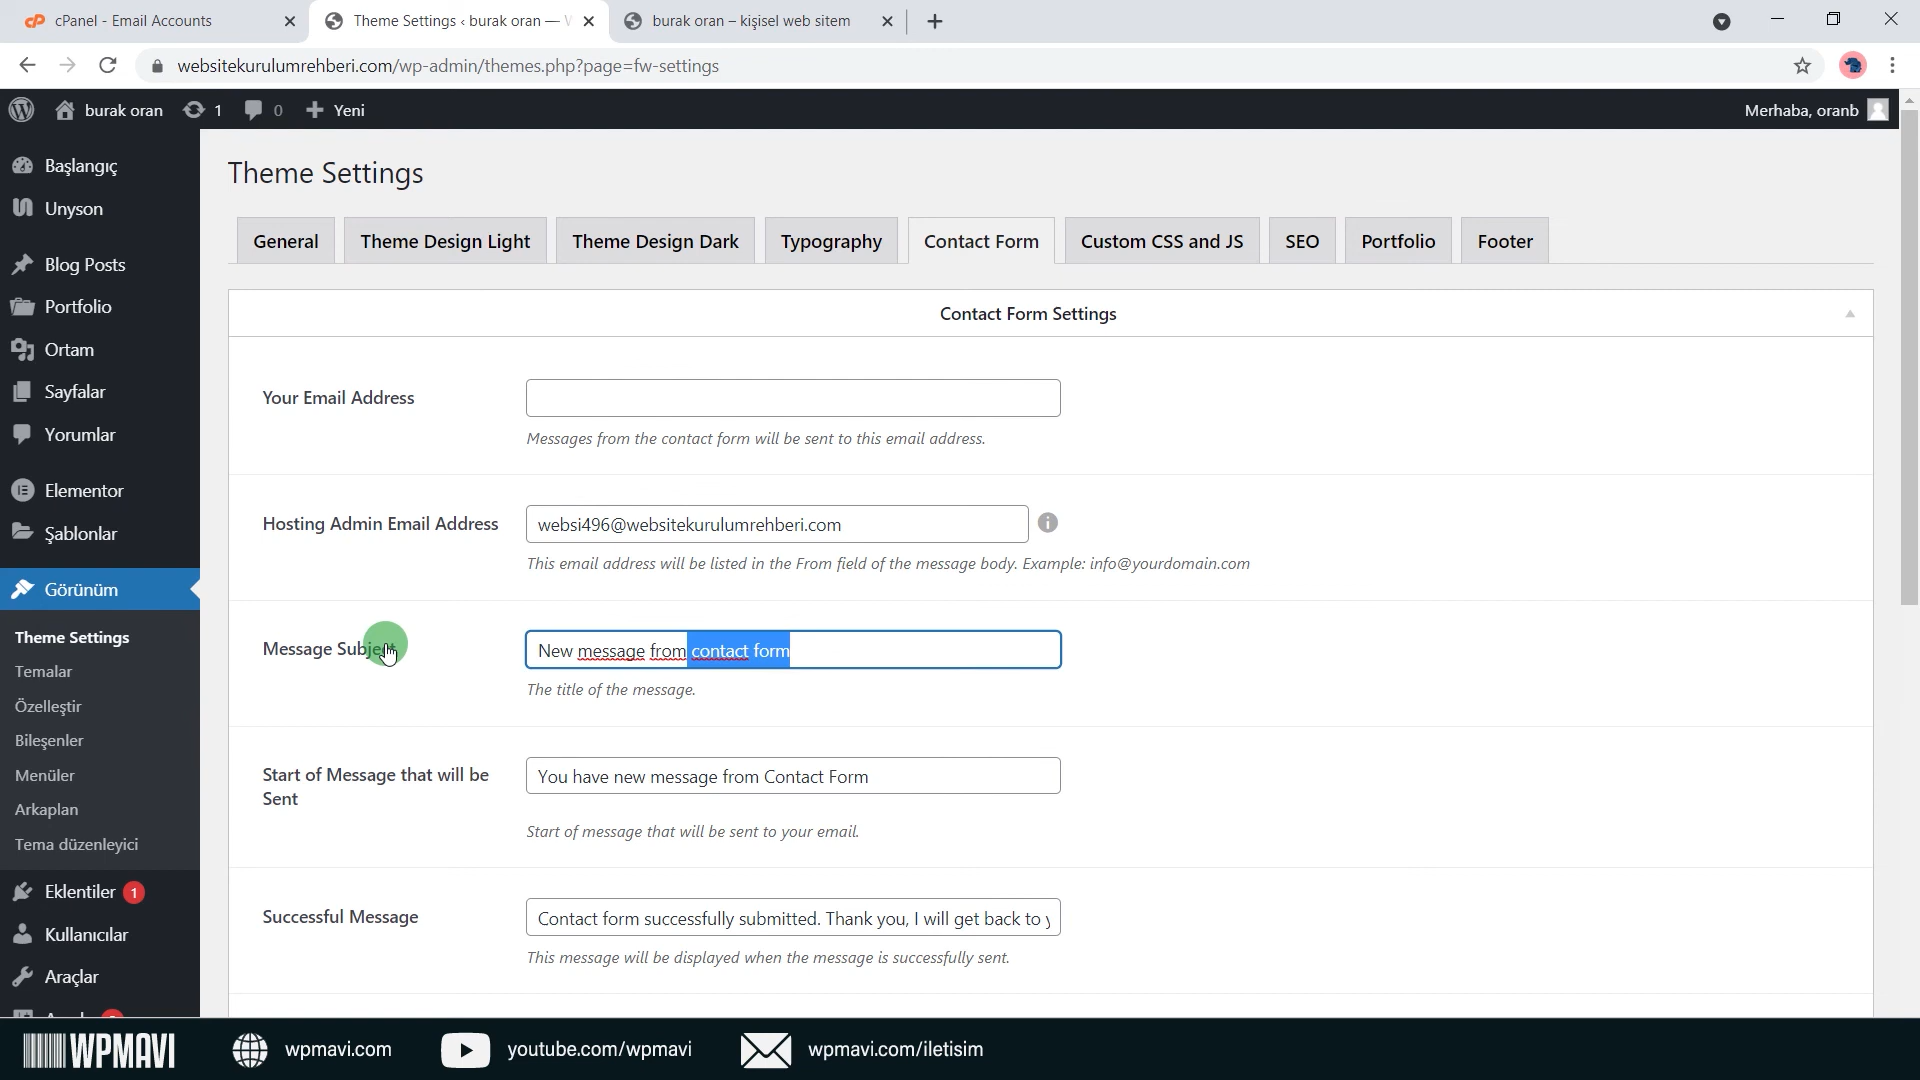 cPanel - Email Accounts
Theme Settings ‹ burak oran —
burak oran – kişisel web sitem
websitekurulumrehberi.com/wp-admin/themes.php?page=fw-settings
burak oran
1
0
Yeni
Merhaba, oranb
Başlangıç
Unyson
Blog Posts
Portfolio
Ortam
Sayfalar
Yorumlar
Elementor
Şablonlar
Görünüm
Theme Settings
Temalar
Özelleştir
Bileşenler
Menüler
Arkaplan
Tema düzenleyici
Eklentiler 1
Kullanıcılar
Araçlar
Theme Settings
General
Theme Design Light
Theme Design Dark
Typography
Contact Form
Custom CSS and JS
SEO
Portfolio
Footer
Contact Form Settings
Your Email Address
Messages from the contact form will be sent to this email address.
Hosting Admin Email Address
websi496@websitekurulumrehberi.com
This email address will be listed in the From field of the message body. Example: info@yourdomain.com
Message Subject
New message from contact form
The title of the message.
Start of Message that will be
Sent
You have new message from Contact Form
Start of message that will be sent to your email.
Successful Message
Contact form successfully submitted. Thank you, I will get back to y
This message will be displayed when the message is successfully sent.
WPMAVI
wpmavi.com
youtube.com/wpmavi
wpmavi.com/iletisim